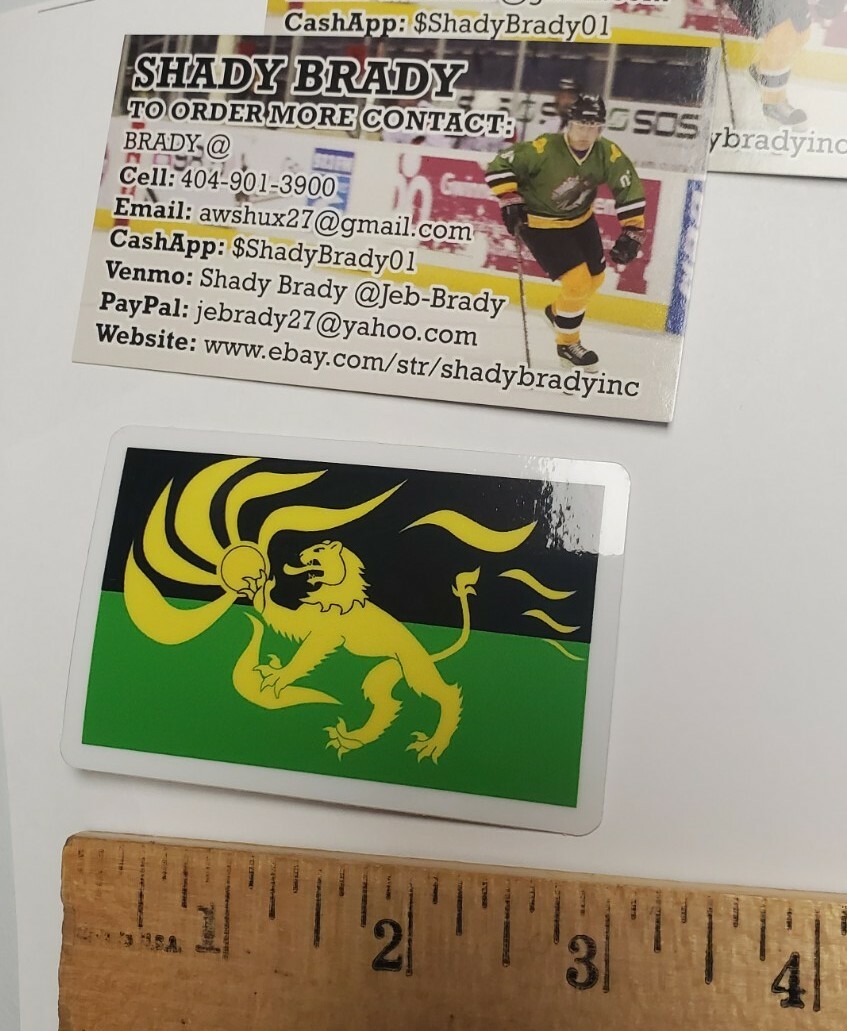 CashApp: $ShadyBrady01
SHADY BRADY
TO ORDER MORE CONTACT:
BRADY @
Cell: 404-901-3900
Email: awshux27@gmail.com
CashApp: $ShadyBrady01
Venmo: Shady Brady @Jeb-Brady
PayPal: jebrady27@yahoo.com
Website: www.ebay.com/str/shadybradyinc
SOS
ybradyinc
1
2
3
4